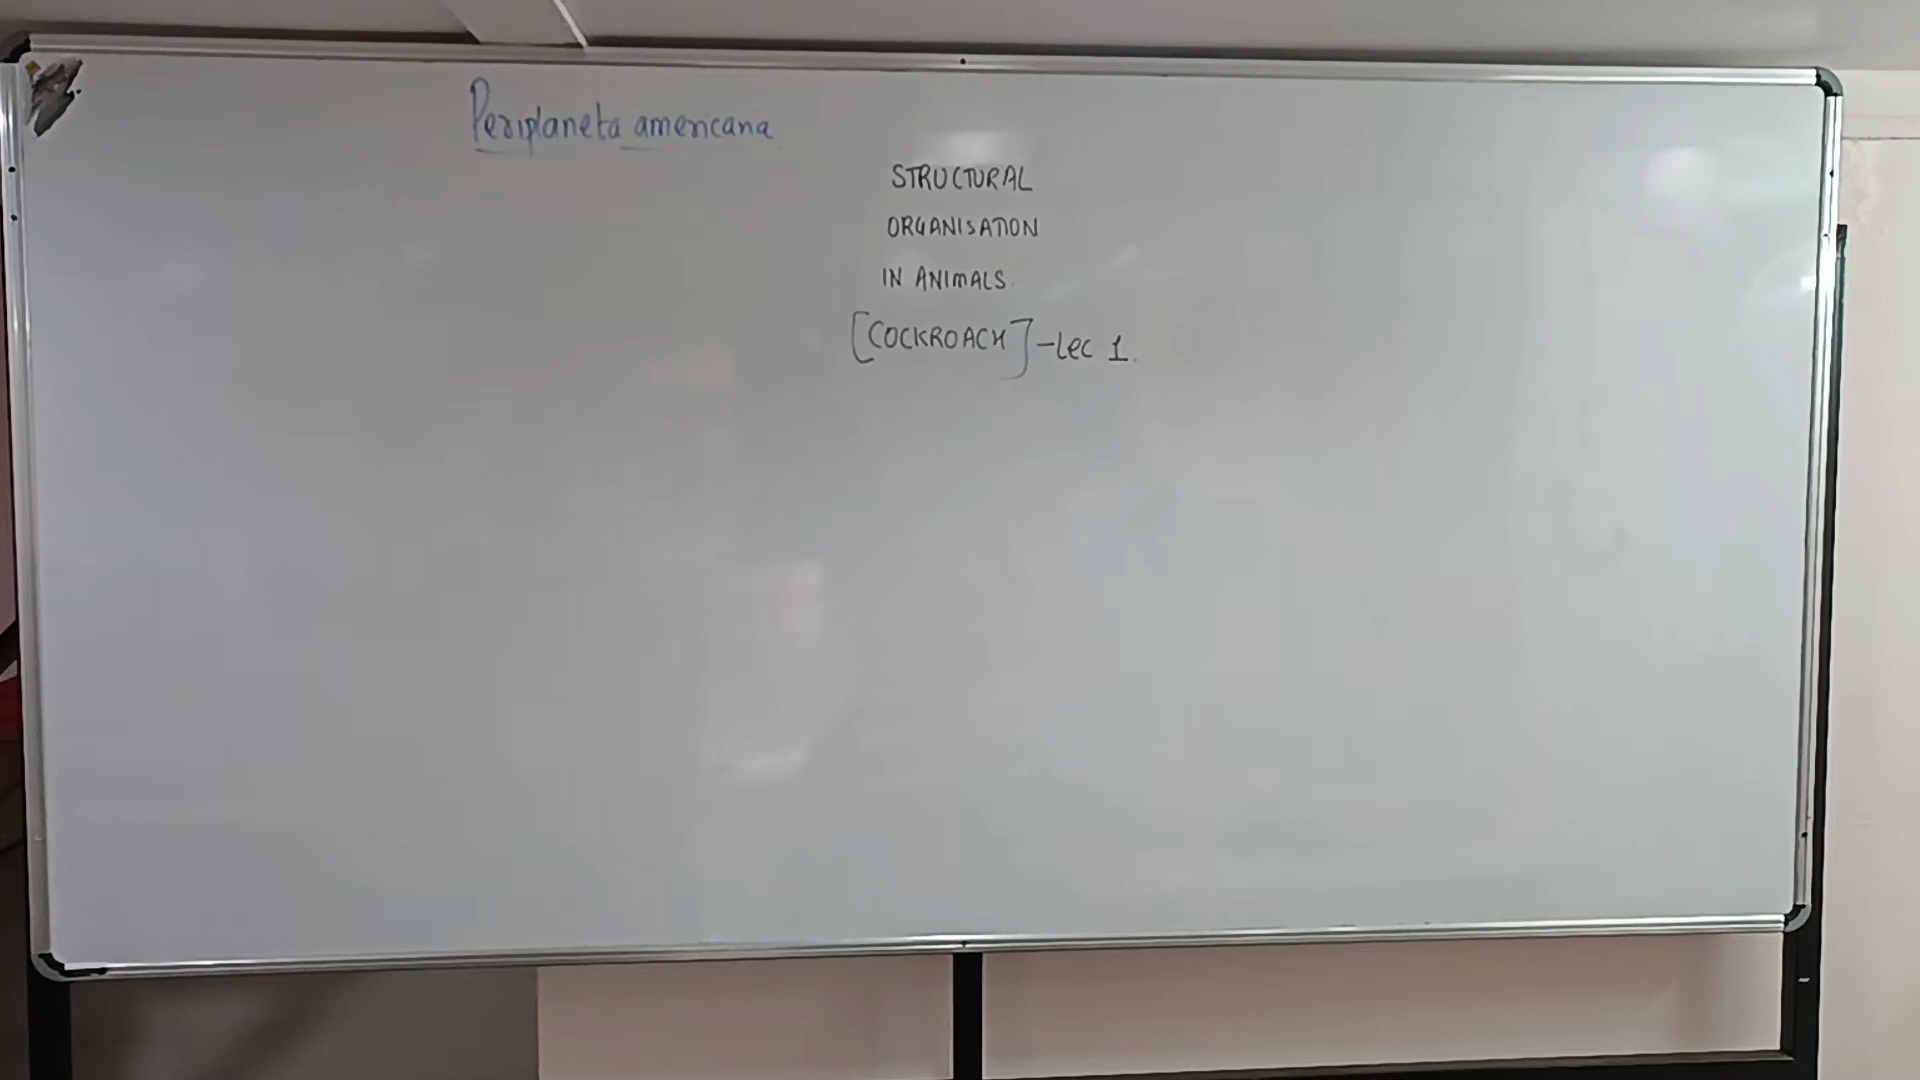 Periplaneta americana
STRUCTURAL
ORGANISATION
IN ANIMALS.
[COCKROACH] - Lec 1.